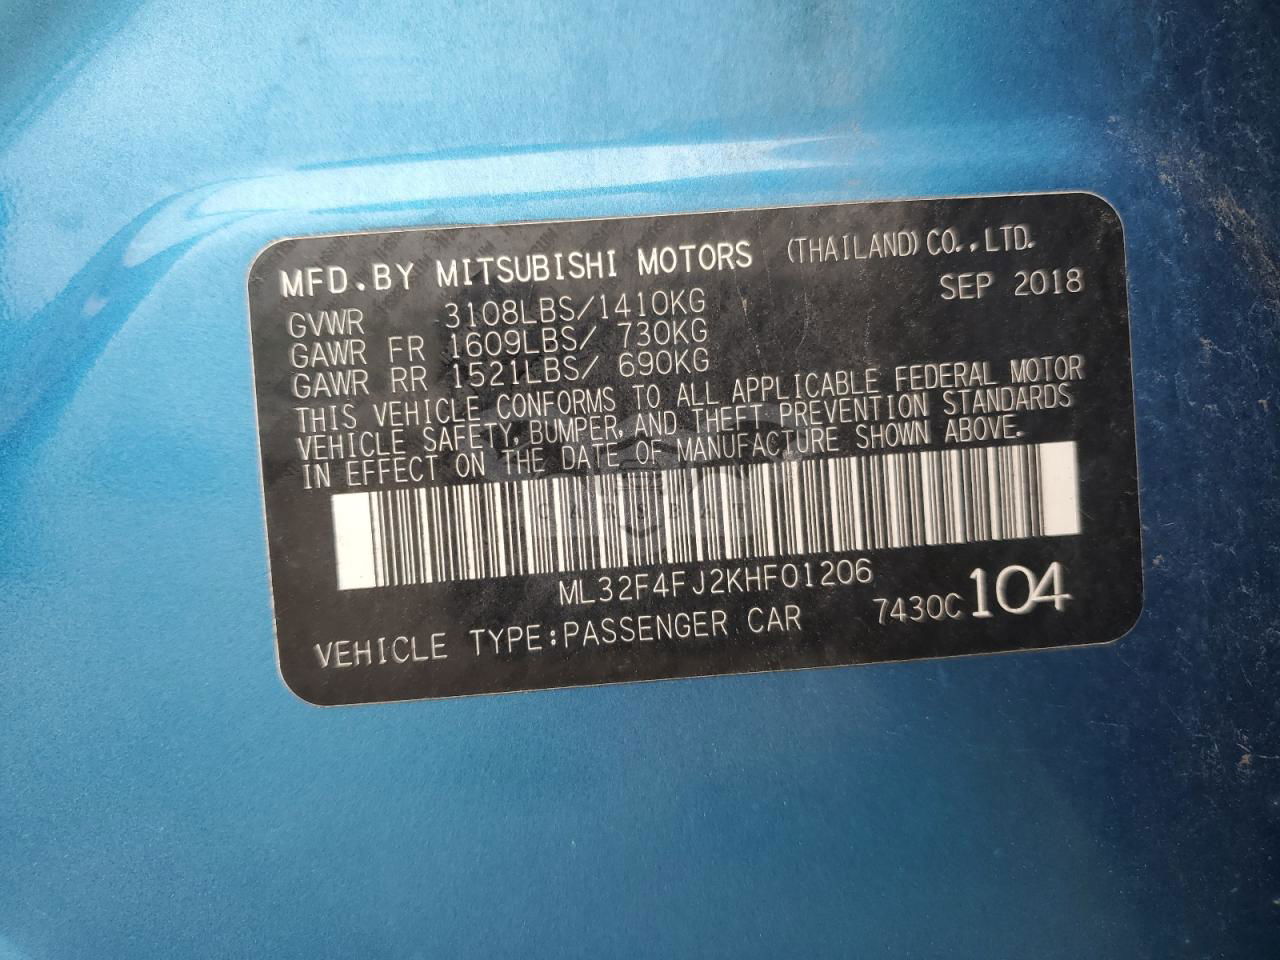 MFD.BY MITSUBISHI MOTORS (THAILAND)CO.,LTD.
GVWR 3108LBS/1410KG SEP 2018
GAWR FR 1609LBS/ 730KG
GAWR RR 1521LBS/ 690KG
THIS VEHICLE CONFORMS TO ALL APPLICABLE FEDERAL MOTOR
VEHICLE SAFETY, BUMPER, AND THEFT PREVENTION STANDARDS
IN EFFECT ON THE DATE OF MANUFACTURE SHOWN ABOVE.
ML32F4FJ2KHF01206
VEHICLE TYPE:PASSENGER CAR 7430C 104